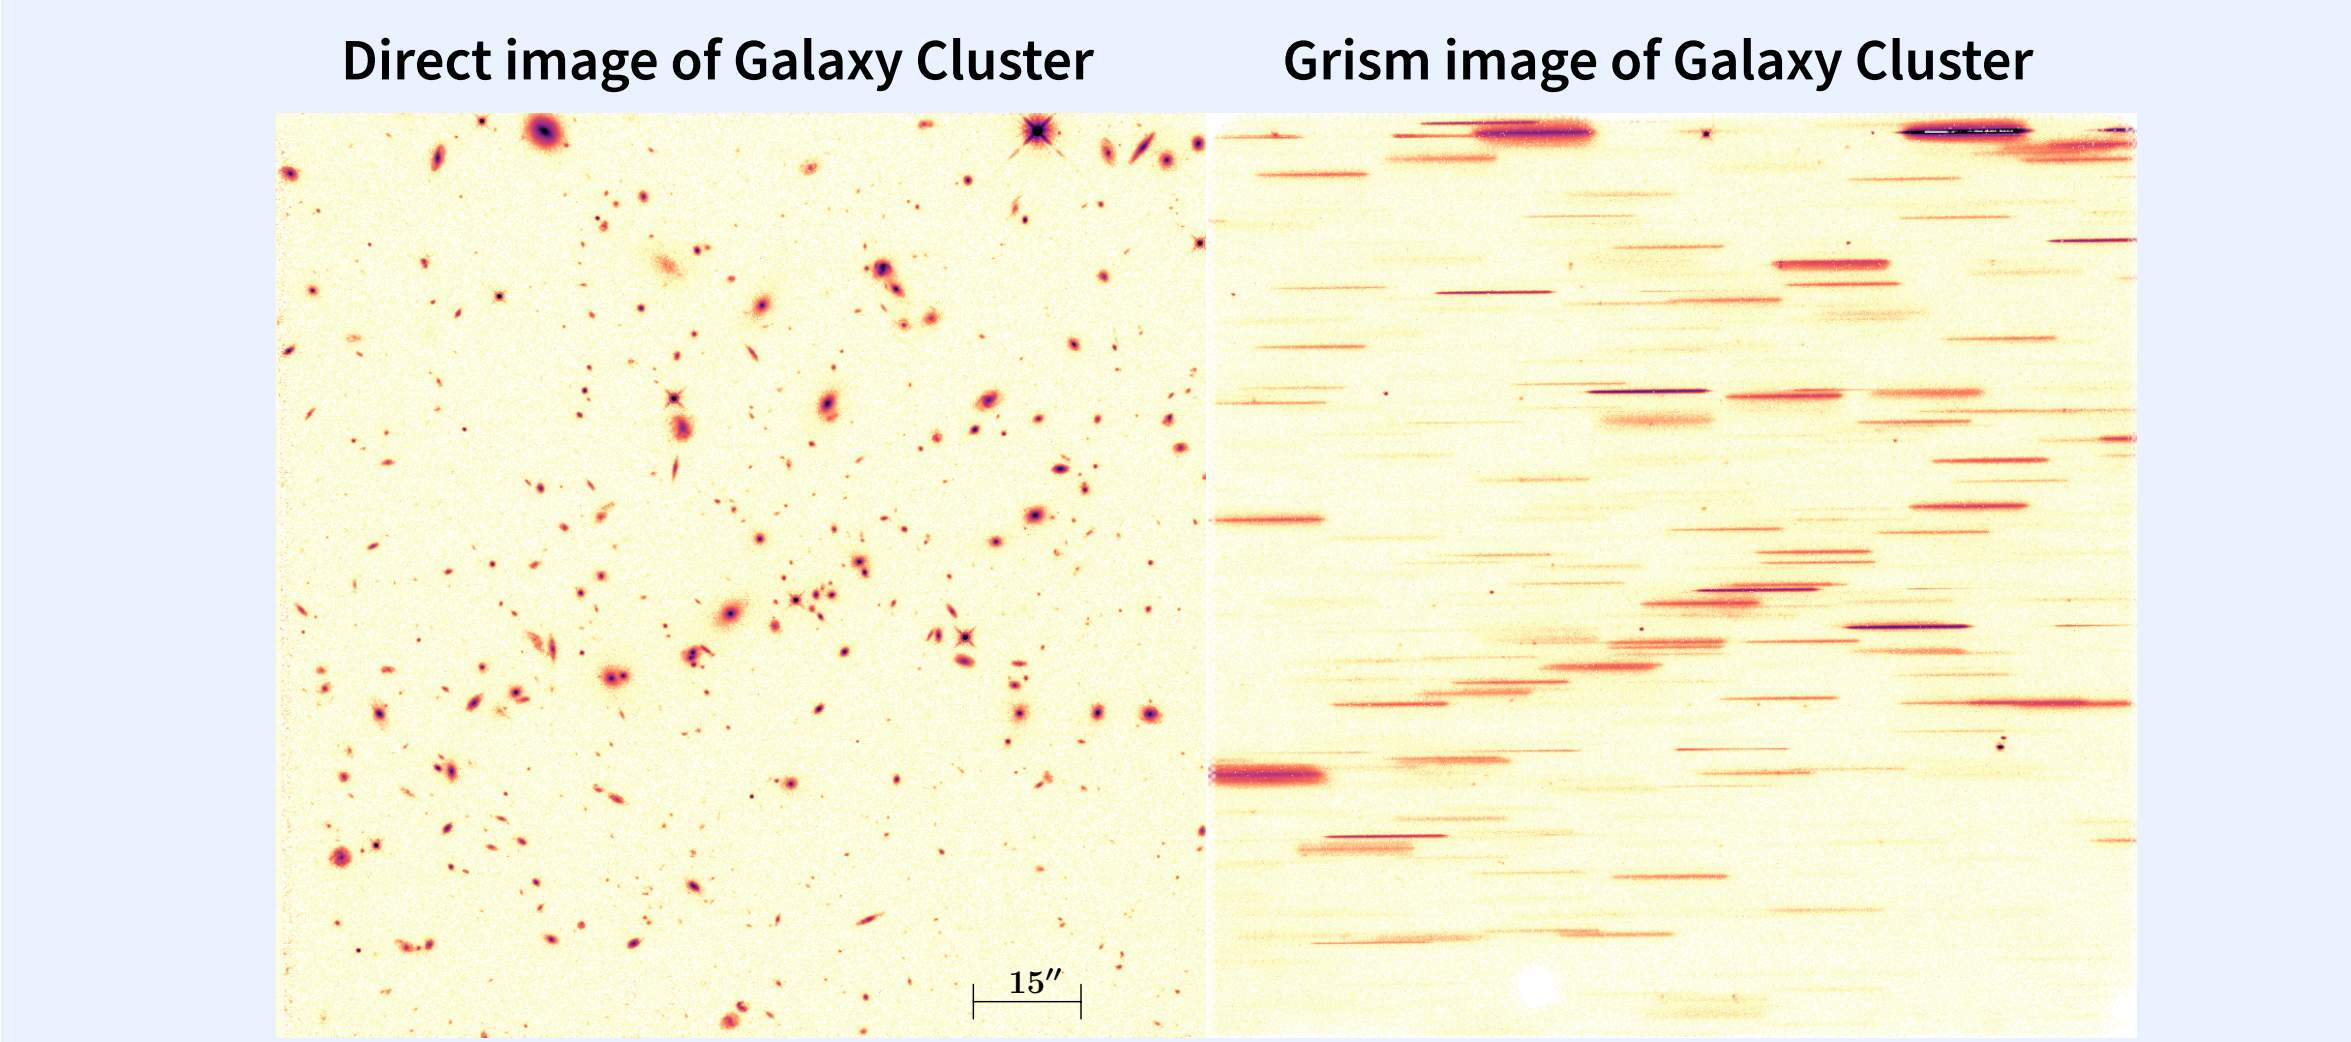 Direct image of Galaxy Cluster
Grism image of Galaxy Cluster
15″